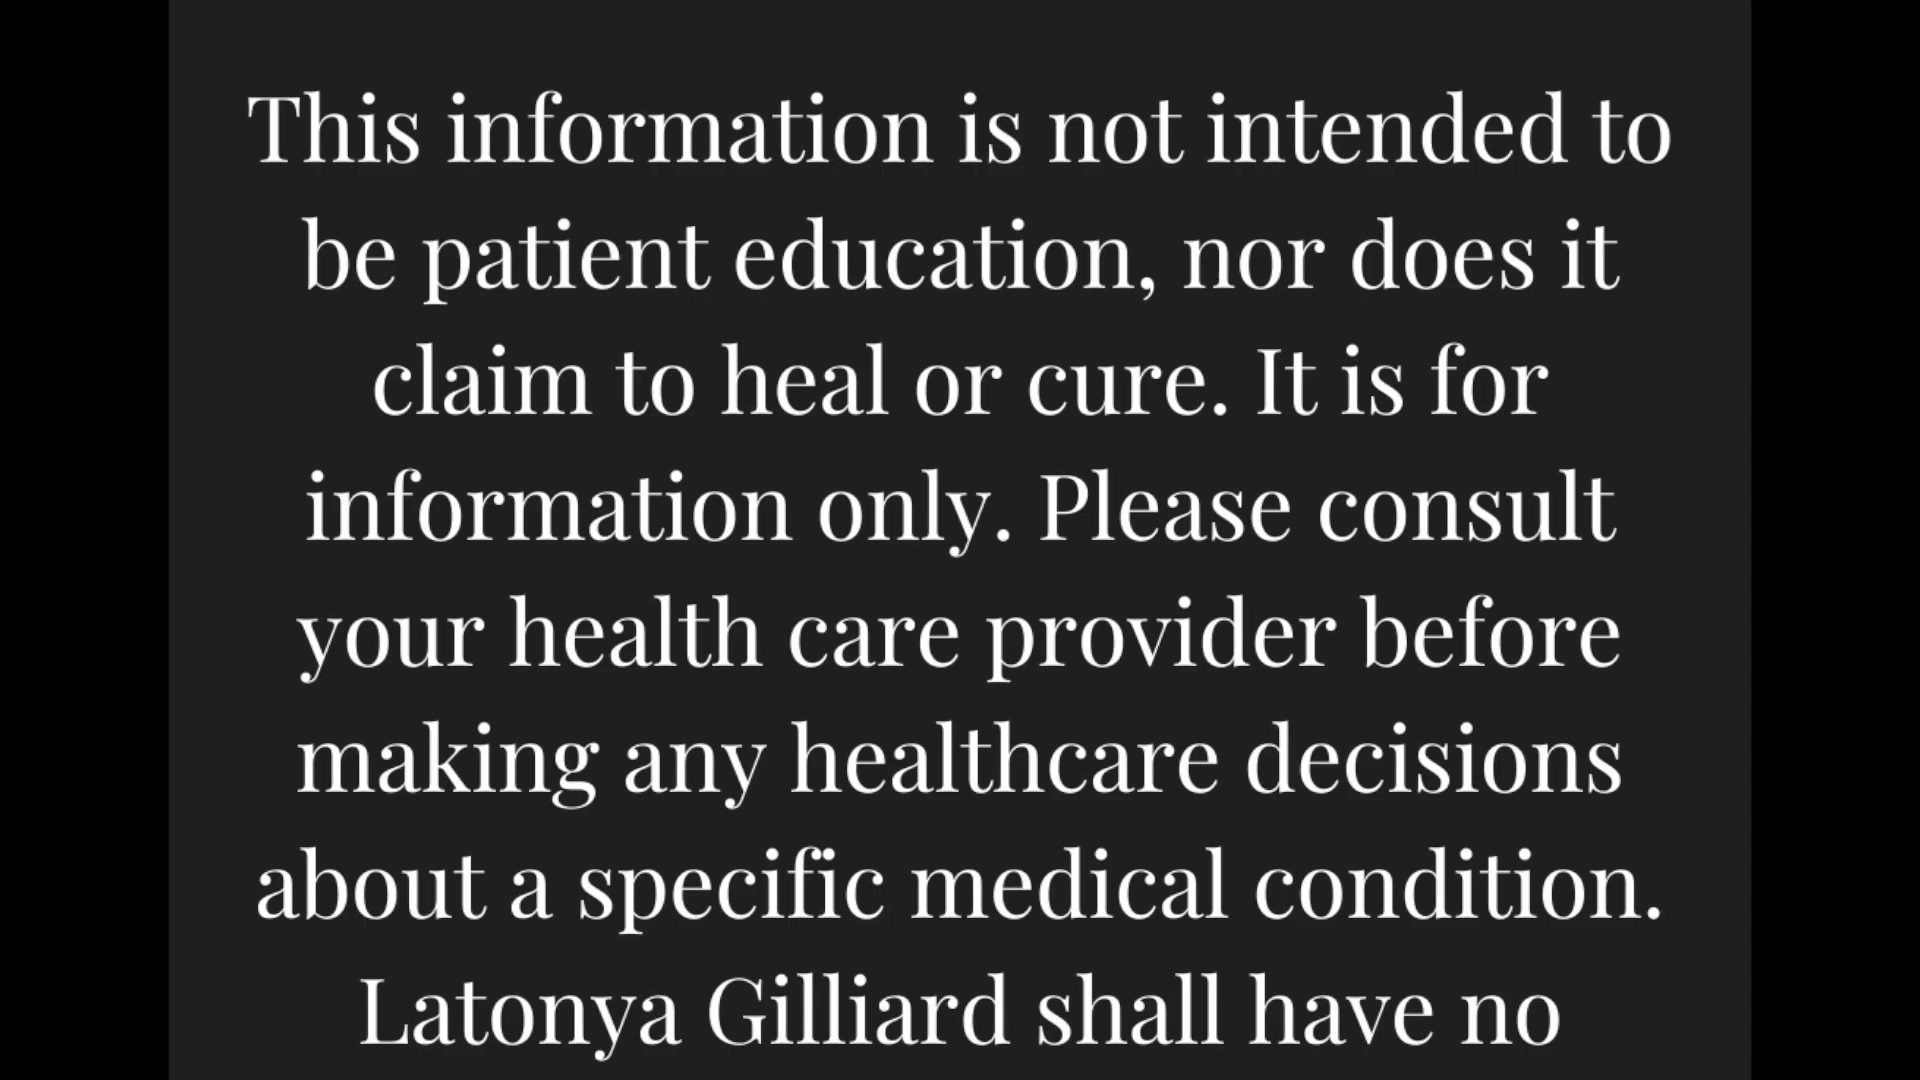 This information is not intended to
be patient education, nor does it
claim to heal or cure. It is for
information only. Please consult
your health care provider before
making any healthcare decisions
about a specific medical condition.
Latonya Gilliard shall have no